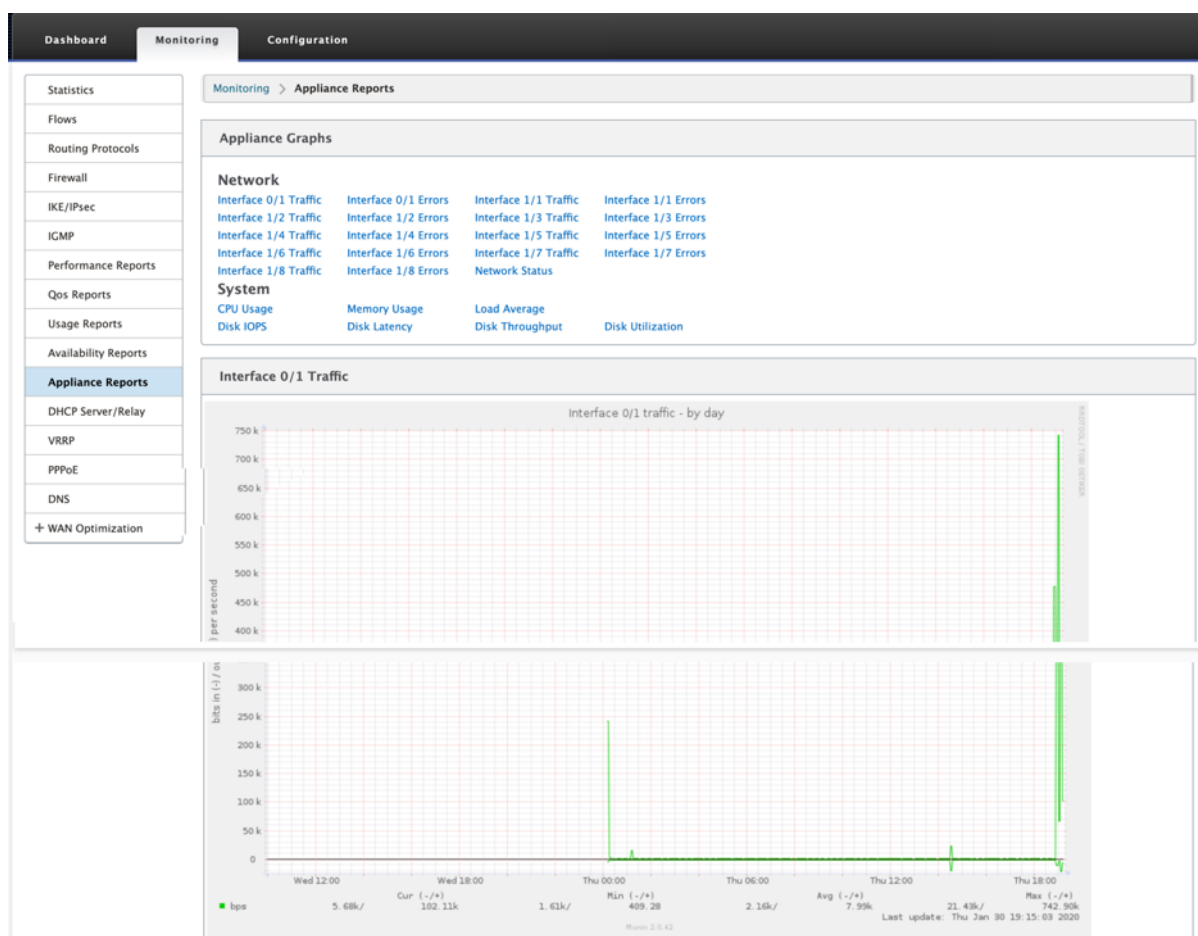 Dashboard Monitoring Configuration
Statistics
Flows
Routing Protocols
Firewall
IKE/IPsec
IGMP
Performance Reports
Qos Reports
Usage Reports
Availability Reports
Appliance Reports
DHCP Server/Relay
VRRP
PPPoE
DNS
+ WAN Optimization
Monitoring > Appliance Reports
Appliance Graphs
Network
Interface 0/1 Traffic Interface 0/1 Errors Interface 1/1 Traffic Interface 1/1 Errors
Interface 1/2 Traffic Interface 1/2 Errors Interface 1/3 Traffic Interface 1/3 Errors
Interface 1/4 Traffic Interface 1/4 Errors Interface 1/5 Traffic Interface 1/5 Errors
Interface 1/6 Traffic Interface 1/6 Errors Interface 1/7 Traffic Interface 1/7 Errors
Interface 1/8 Traffic Interface 1/8 Errors Network Status
System
CPU Usage Memory Usage Load Average
Disk IOPS Disk Latency Disk Throughput Disk Utilization
Interface 0/1 Traffic
Interface 0/1 traffic - by day
RRDTOOL / TOBI OETIKER
750 k
700 k
650 k
600 k
550 k
500 k
450 k
400 k
) per second
bits in (-) / ou
300 k
250 k
200 k
150 k
100 k
50 k
0
Wed 12:00 Wed 18:00 Thu 00:00 Thu 06:00 Thu 12:00 Thu 18:00
Cur (-/+) Min (-/+) Avg (-/+) Max (-/+)
bps 5.68k/ 102.11k 1.61k/ 409.28 2.16k/ 7.99k 21.43k/ 742.90k
Last update: Thu Jan 30 19:15:03 2020
Munin 2.0.42